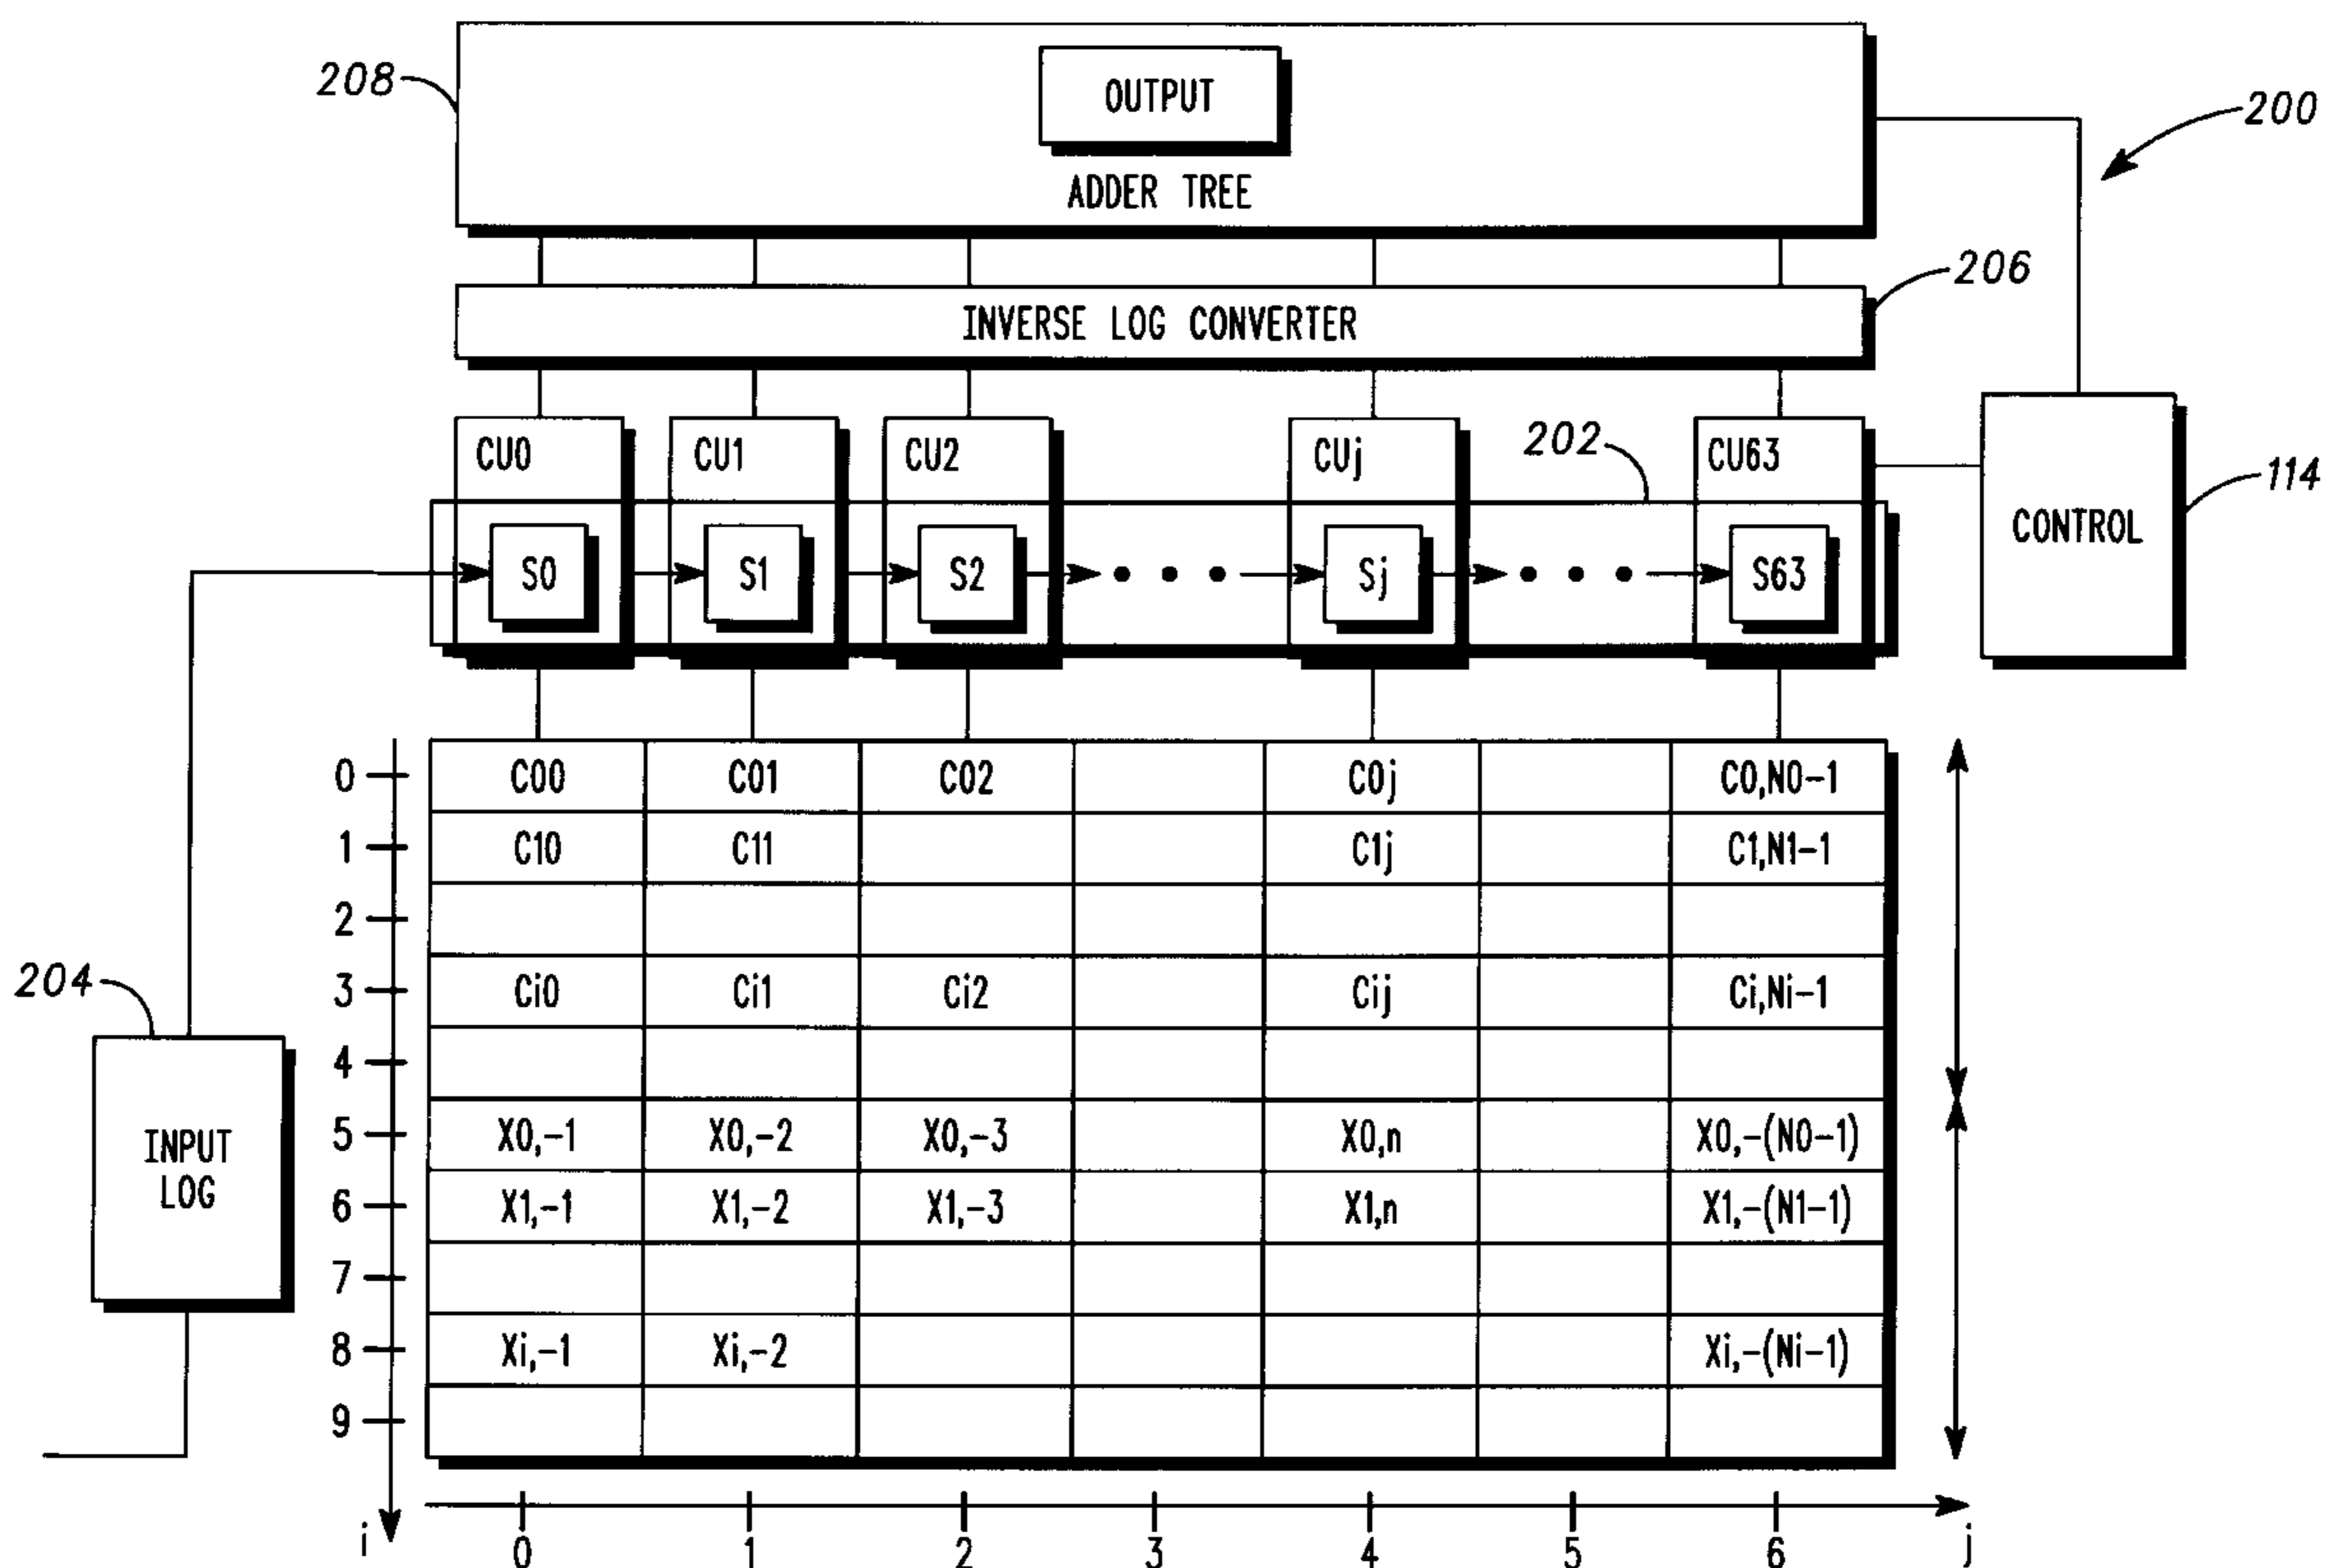 208
OUTPUT
200
ADDER TREE
206
INVERSE LOG CONVERTER
CU0 CU1 CU2 CUj 202 CU63
114
CONTROL
S0 S1 S2 Sj S63
0 C00 C01 C02 C0j C0,N0-1
1 C10 C11 C1j C1,N1-1
2
204
3 Ci0 Ci1 Ci2 Cij Ci,Ni-1
4
INPUT
LOG
5 X0,-1 X0,-2 X0,-3 X0,n X0,-(N0-1)
6 X1,-1 X1,-2 X1,-3 X1,n X1,-(N1-1)
7
8 Xi,-1 Xi,-2 Xi,-(Ni-1)
9
i 0 1 2 3 4 5 6 j